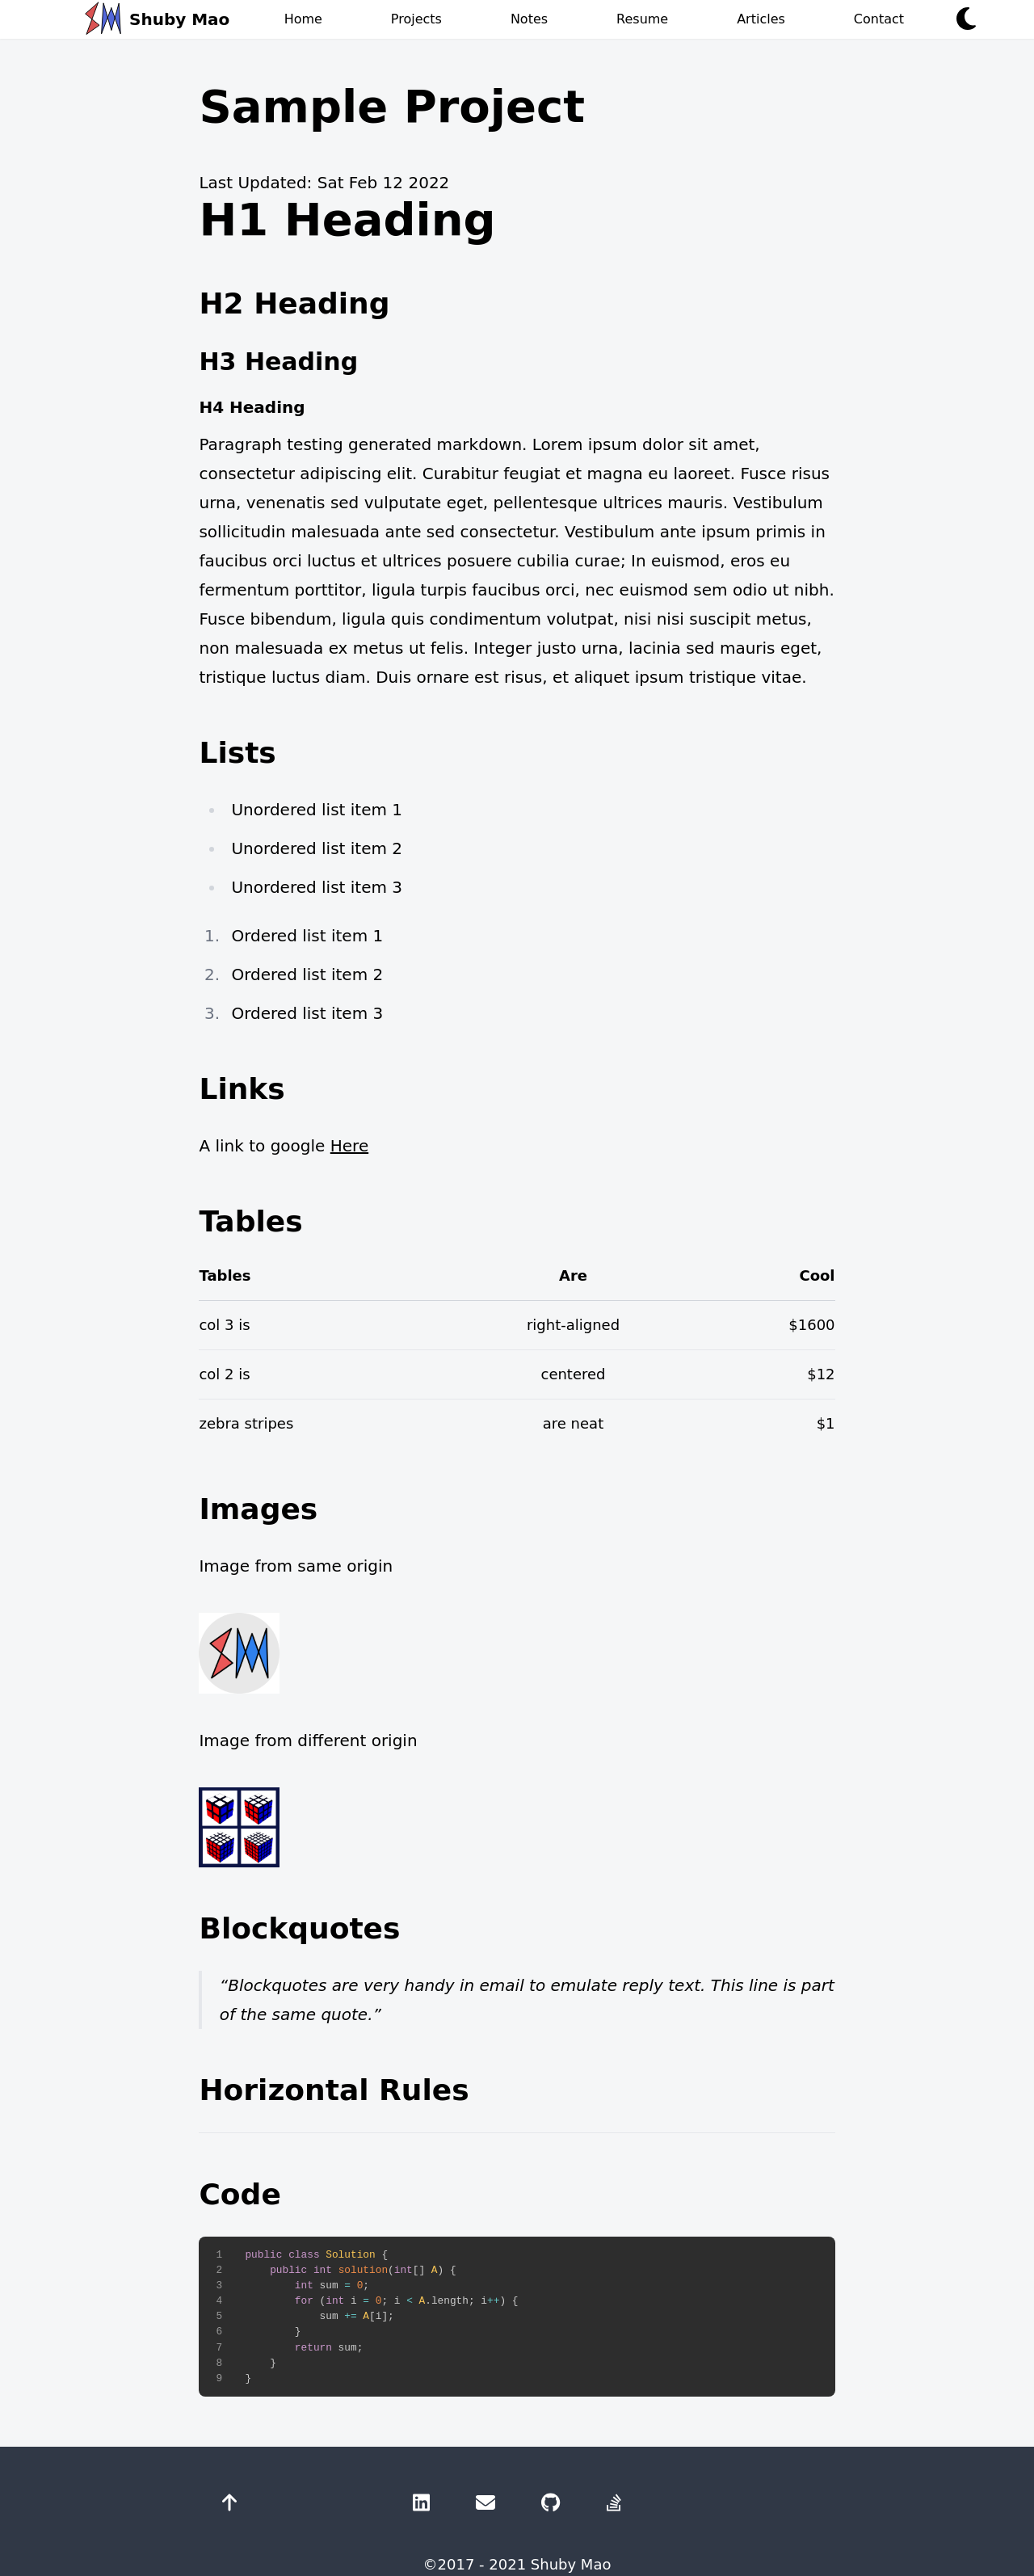 Shuby Mao
Home
Projects
Notes
Resume
Articles
Contact
Sample Project
Last Updated: Sat Feb 12 2022
H1 Heading
H2 Heading
H3 Heading
H4 Heading
Paragraph testing generated markdown. Lorem ipsum dolor sit amet,
consectetur adipiscing elit. Curabitur feugiat et magna eu laoreet. Fusce risus
urna, venenatis sed vulputate eget, pellentesque ultrices mauris. Vestibulum
sollicitudin malesuada ante sed consectetur. Vestibulum ante ipsum primis in
faucibus orci luctus et ultrices posuere cubilia curae; In euismod, eros eu
fermentum porttitor, ligula turpis faucibus orci, nec euismod sem odio ut nibh.
Fusce bibendum, ligula quis condimentum volutpat, nisi nisi suscipit metus,
non malesuada ex metus ut felis. Integer justo urna, lacinia sed mauris eget,
tristique luctus diam. Duis ornare est risus, et aliquet ipsum tristique vitae.
Lists
Unordered list item 1
Unordered list item 2
Unordered list item 3
1. Ordered list item 1
2. Ordered list item 2
3. Ordered list item 3
Links
A link to google Here
Tables
Tables Are Cool
col 3 is right-aligned $1600
col 2 is centered $12
zebra stripes are neat $1
Images
Image from same origin
SM
Image from different origin
Blockquotes
“Blockquotes are very handy in email to emulate reply text. This line is part
of the same quote.”
Horizontal Rules
Code
1 public class Solution {
2     public int solution(int[] A) {
3         int sum = 0;
4         for (int i = 0; i < A.length; i++) {
5             sum += A[i];
6         }
7         return sum;
8     }
9 }
©2017 - 2021 Shuby Mao